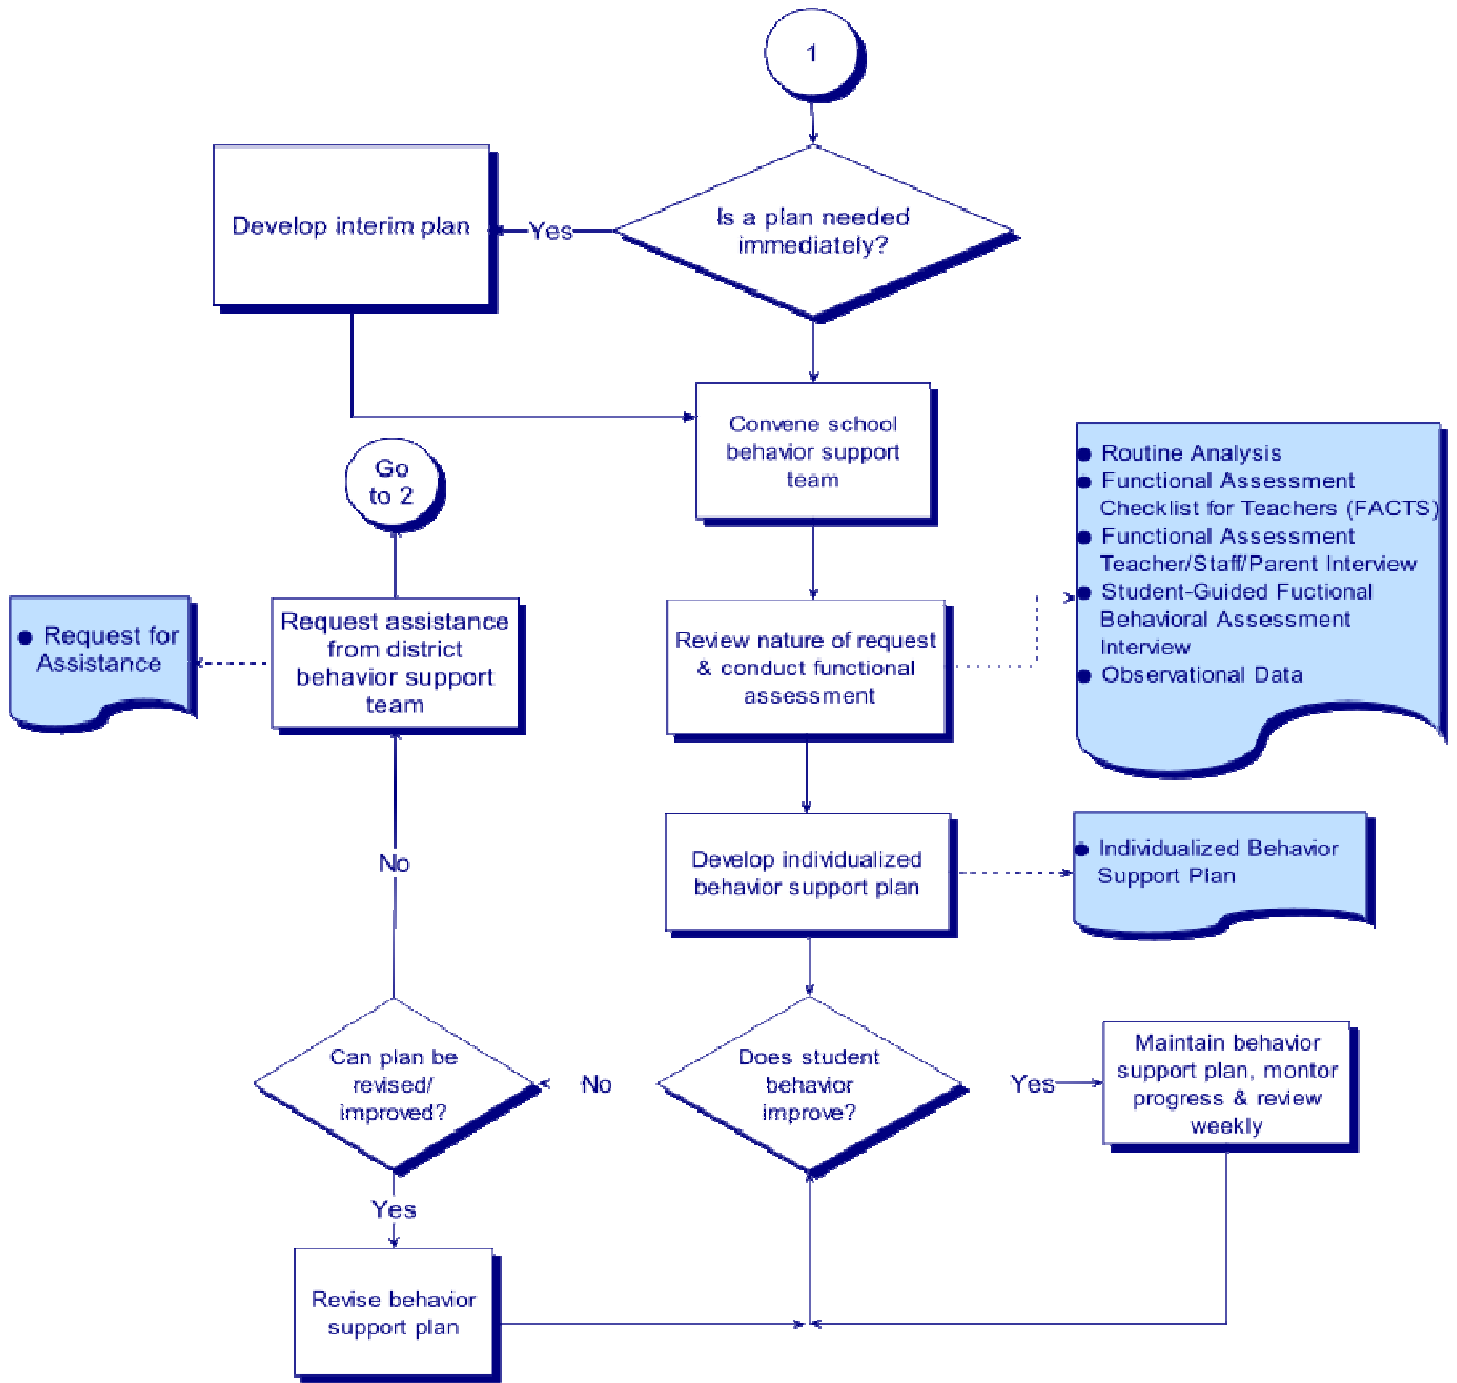 1
Is a plan needed
immediately?
Yes
Develop interim plan
Convene school
behavior support
team
Go
to 2
● Routine Analysis
● Functional Assessment
Checklist for Teachers (FACTS)
● Functional Assessment
Teacher/Staff/Parent Interview
● Student-Guided Fuctional
Behavioral Assessment
Interview
● Observational Data
● Request for
Assistance
Request assistance
from district
behavior support
team
Review nature of request
& conduct functional
assessment
Develop individualized
behavior support plan
● Individualized Behavior
Support Plan
No
Can plan be
revised/
improved?
No
Does student
behavior
improve?
Yes
Maintain behavior
support plan, montor
progress & review
weekly
Yes
Revise behavior
support plan